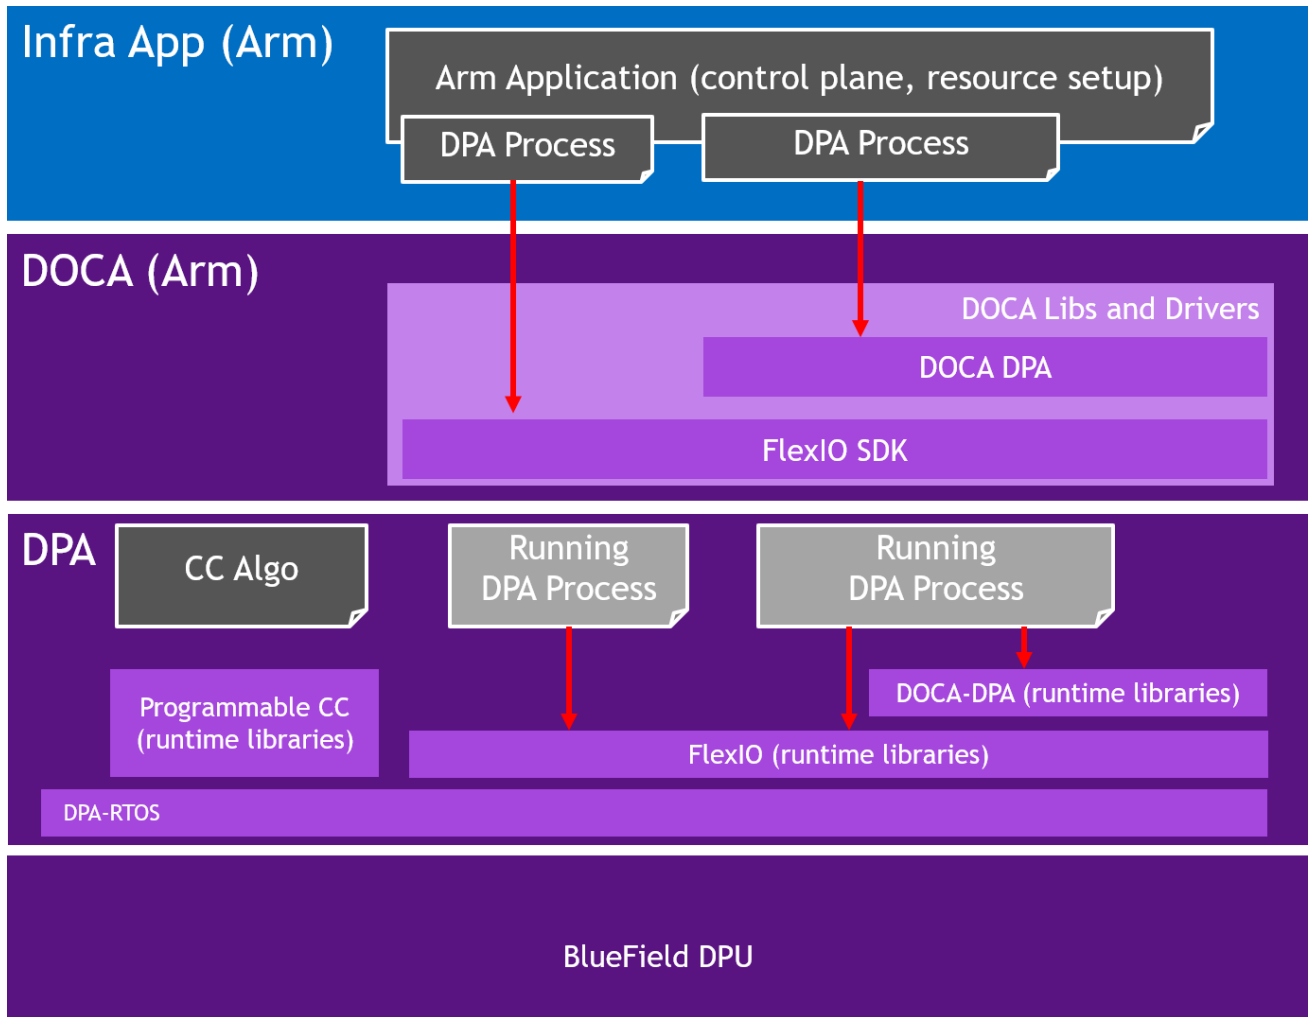 Infra App (Arm)
Arm Application (control plane, resource setup)
DPA Process
DPA Process
DOCA (Arm)
DOCA Libs and Drivers
DOCA DPA
FlexIO SDK
DPA
CC Algo
Running
DPA Process
Running
DPA Process
Programmable CC
(runtime libraries)
DOCA-DPA (runtime libraries)
FlexIO (runtime libraries)
DPA-RTOS
BlueField DPU